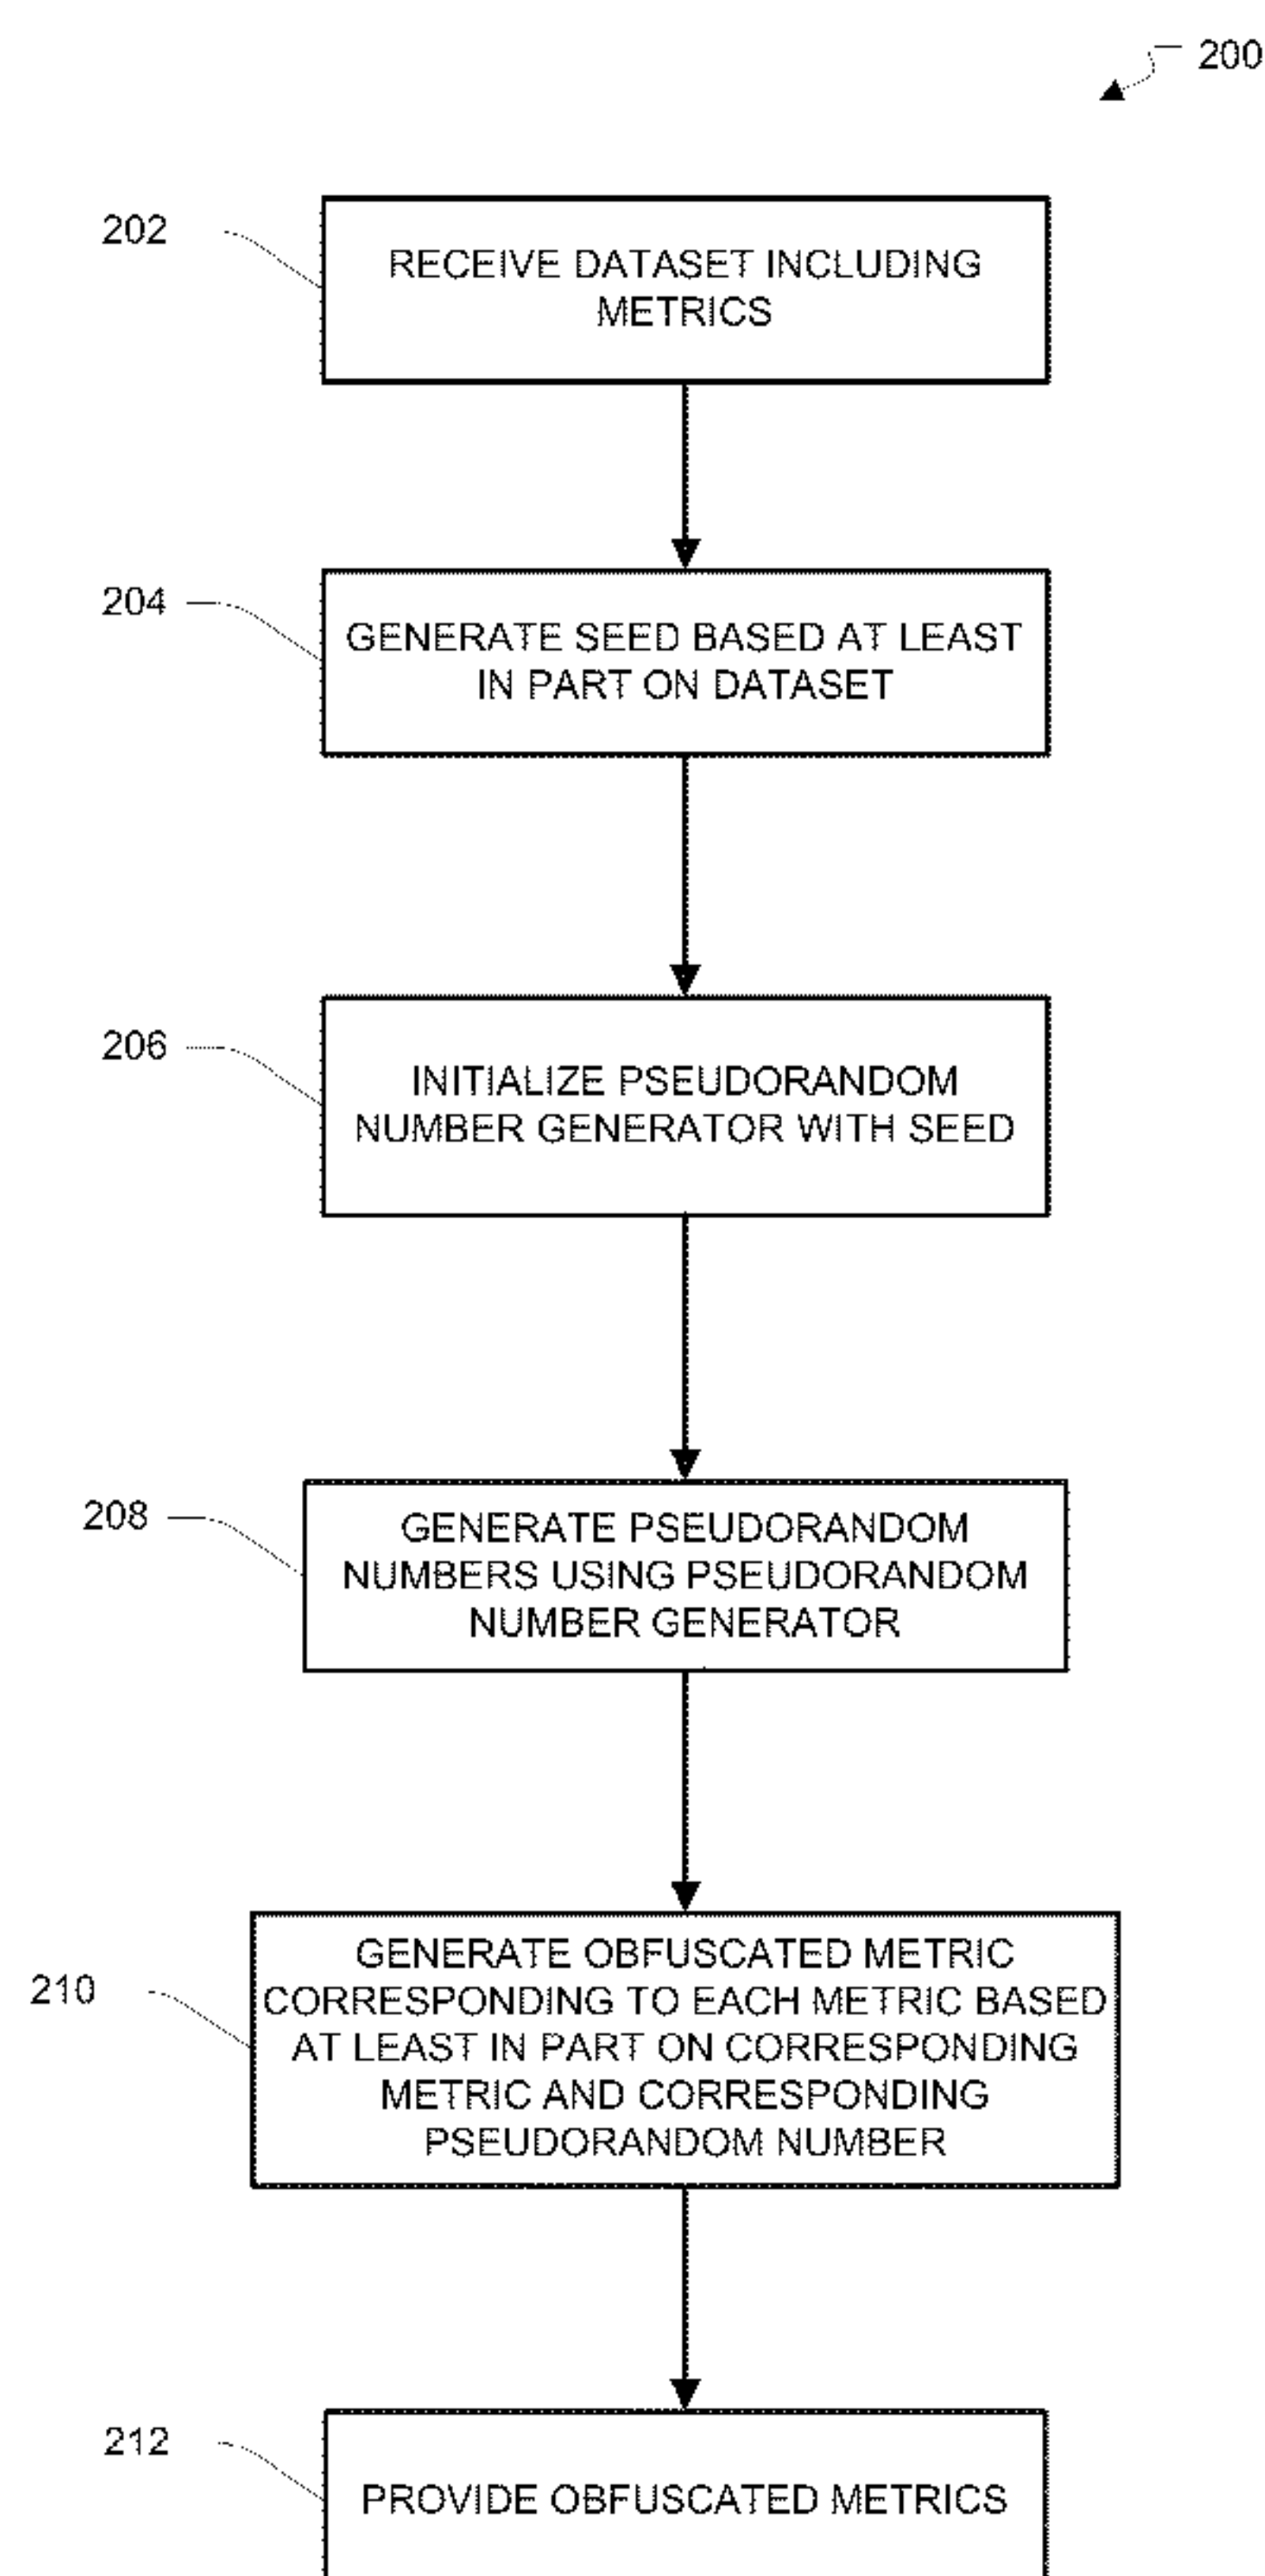 200
202
RECEIVE DATASET INCLUDING
METRICS
204
GENERATE SEED BASED AT LEAST
IN PART ON DATASET
206
INITIALIZE PSEUDORANDOM
NUMBER GENERATOR WITH SEED
208
GENERATE PSEUDORANDOM
NUMBERS USING PSEUDORANDOM
NUMBER GENERATOR
210
GENERATE OBFUSCATED METRIC
CORRESPONDING TO EACH METRIC BASED
AT LEAST IN PART ON CORRESPONDING
METRIC AND CORRESPONDING
PSEUDORANDOM NUMBER
212
PROVIDE OBFUSCATED METRICS